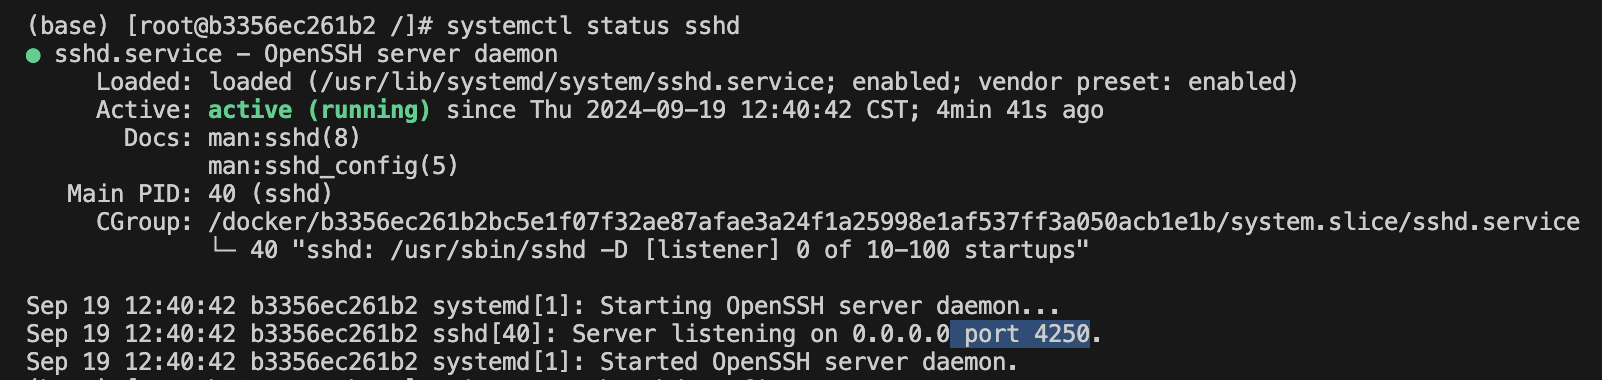 (base) [root@b3356ec261b2 /]# systemctl status sshd
● sshd.service - OpenSSH server daemon
Loaded: loaded (/usr/lib/systemd/system/sshd.service; enabled; vendor preset: enabled)
Active: active (running) since Thu 2024-09-19 12:40:42 CST; 4min 41s ago
Docs: man:sshd(8)
man:sshd_config(5)
Main PID: 40 (sshd)
CGroup: /docker/b3356ec261b2bc5e1f07f32ae87afae3a24f1a25998e1af537ff3a050acb1e1b/system.slice/sshd.service
└─ 40 "sshd: /usr/sbin/sshd -D [listener] 0 of 10-100 startups"
Sep 19 12:40:42 b3356ec261b2 systemd[1]: Starting OpenSSH server daemon...
Sep 19 12:40:42 b3356ec261b2 sshd[40]: Server listening on 0.0.0.0 port 4250.
Sep 19 12:40:42 b3356ec261b2 systemd[1]: Started OpenSSH server daemon.